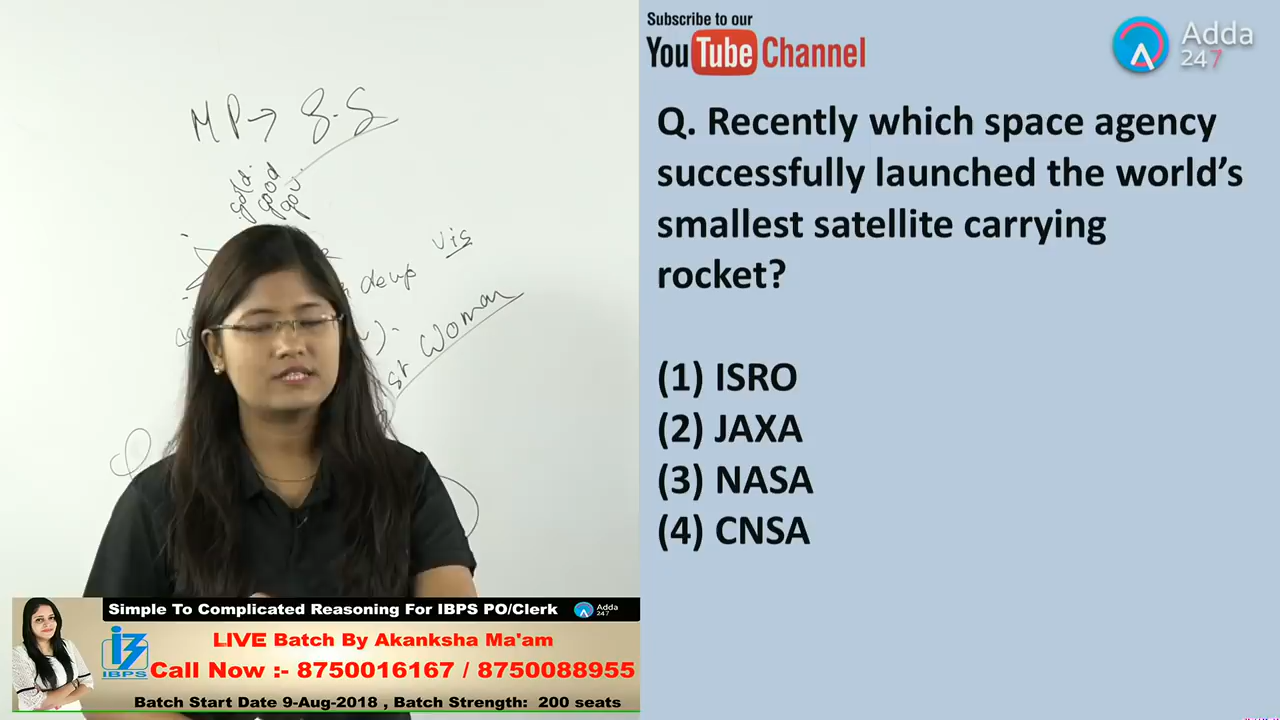 MP → S.S
Vis
st Woman
Subscribe to our
YouTube Channel
Adda
247
Q. Recently which space agency
successfully launched the world’s
smallest satellite carrying
rocket?
(1) ISRO
(2) JAXA
(3) NASA
(4) CNSA
Simple To Complicated Reasoning For IBPS PO/Clerk
Adda
247
LIVE Batch By Akanksha Ma'am
IBPS
Call Now :- 8750016167 / 8750088955
Batch Start Date 9-Aug-2018 , Batch Strength: 200 seats